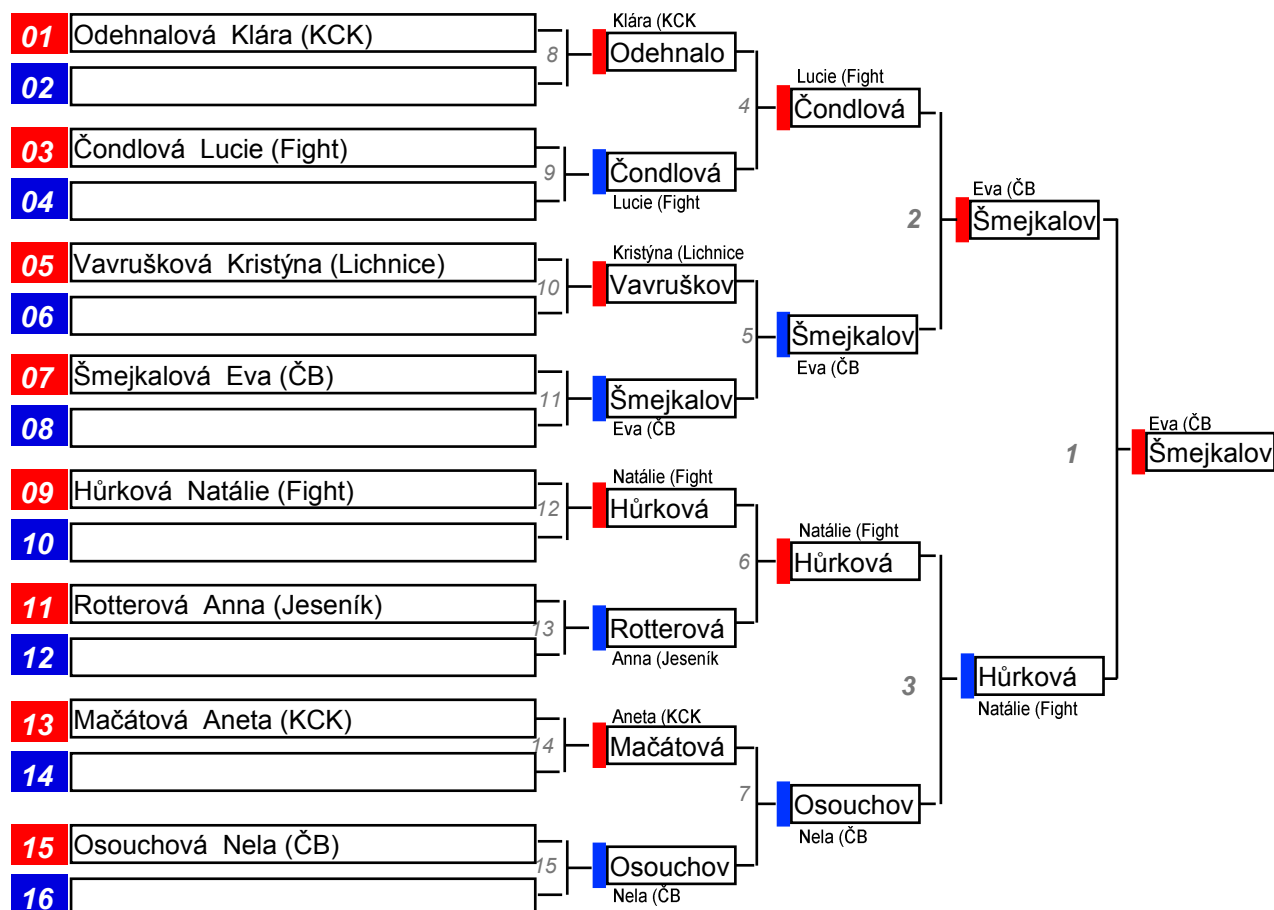 01 Odehnalová Klára (KCK)
02
03 Čondlová Lucie (Fight)
04
05 Vavrušková Kristýna (Lichnice)
06
07 Šmejkalová Eva (ČB)
08
09 Hůrková Natálie (Fight)
10
11 Rotterová Anna (Jeseník)
12
13 Mačátová Aneta (KCK)
14
15 Osouchová Nela (ČB)
16
8
9
10
11
12
13
14
15
Klára (KCK
Odehnalo
Čondlová
Lucie (Fight
Kristýna (Lichnice
Vavruškov
Šmejkalov
Eva (ČB
Natálie (Fight
Hůrková
Rotterová
Anna (Jeseník
Aneta (KCK
Mačátová
Osouchov
Nela (ČB
4
5
6
7
Lucie (Fight
Čondlová
Šmejkalov
Eva (ČB
Natálie (Fight
Hůrková
Osouchov
Nela (ČB
2
3
Eva (ČB
Šmejkalov
Hůrková
Natálie (Fight
1
Eva (ČB
Šmejkalov